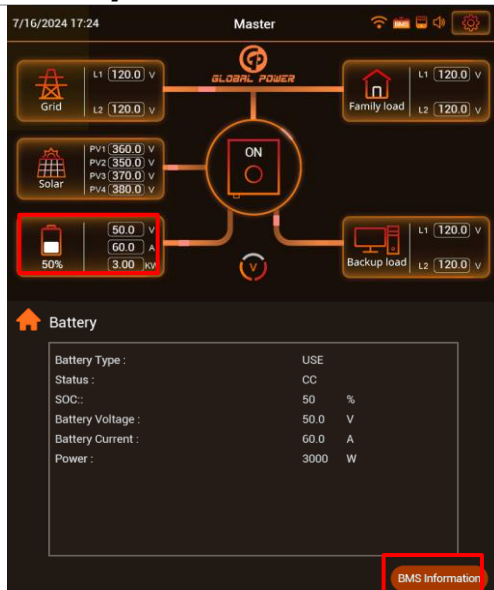 7/16/2024 17:24 Master BMS
GP
GLOBAL POWER
Grid
L1 120.0 V
L2 120.0 V
Family load
L1 120.0 V
L2 120.0 V
Solar
PV1 360.0 V
PV2 350.0 V
PV3 370.0 V
PV4 380.0 V
ON
50%
50.0 V
60.0 A
3.00 KW
V
Backup load
L1 120.0 V
L2 120.0 V
Battery
Battery Type : USE
Status : CC
SOC:: 50 %
Battery Voltage : 50.0 V
Battery Current : 60.0 A
Power : 3000 W
BMS Information